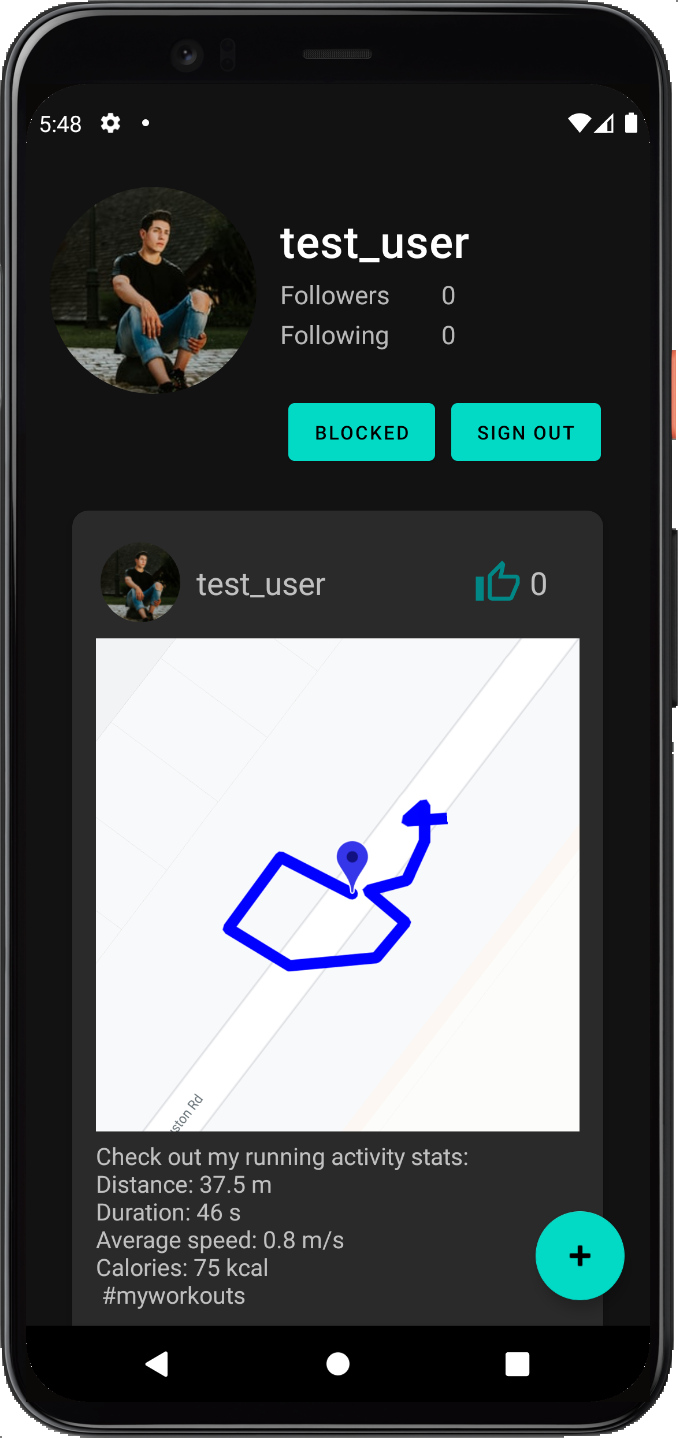 5:48
test_user
Followers 0
Following 0
BLOCKED SIGN OUT
test_user 0
ston Rd
Check out my running activity stats:
Distance: 37.5 m
Duration: 46 s
Average speed: 0.8 m/s
Calories: 75 kcal
#myworkouts